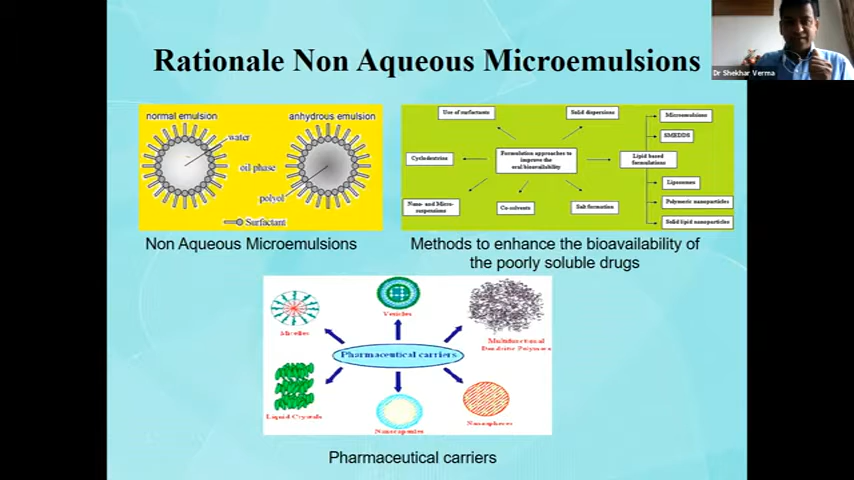 Rationale Non Aqueous Microemulsions
Dr Shekhar Verma
normal emulsion
anhydrous emulsion
water
oil phase
polyol
Surfactant
Non Aqueous Microemulsions
Use of surfactants
Solid dispersions
Microemulsions
SMEDDS
Cyclodextrins
Formulation approaches to
improve the
oral bioavailability
Lipid based
formulations
Liposomes
Polymeric nanoparticles
Solid lipid nanoparticles
Nano- and Micro-
suspensions
Co-solvents
Salt formation
Methods to enhance the bioavailability of
the poorly soluble drugs
Micelles
Vesicles
Multifunctional
Dendritic Polymers
Pharmaceutical carriers
Liquid Crystals
Nanocapsules
Nanospheres
Pharmaceutical carriers